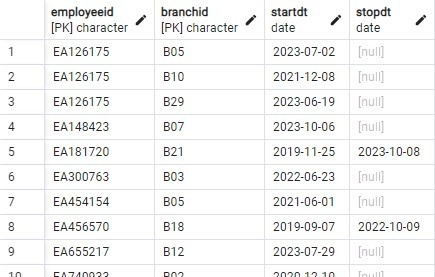 employeeid branchid startdt stopdt
[PK] character [PK] character date date
1 EA126175 B05 2023-07-02 [null]
2 EA126175 B10 2021-12-08 [null]
3 EA126175 B29 2023-06-19 [null]
4 EA148423 B07 2023-10-06 [null]
5 EA181720 B21 2019-11-25 2023-10-08
6 EA300763 B03 2022-06-23 [null]
7 EA454154 B05 2021-06-01 [null]
8 EA456570 B18 2019-09-07 2022-10-09
9 EA655217 B12 2023-07-29 [null]
10 EA740933 B02 2020-12-10 [null]